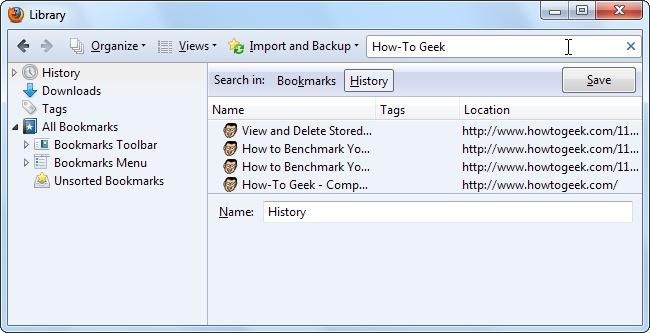 Library
Organize Views Import and Backup How-To Geek
History
Downloads
Tags
All Bookmarks
Bookmarks Toolbar
Bookmarks Menu
Unsorted Bookmarks
Search in: Bookmarks History Save
Name Tags Location
View and Delete Stored... http://www.howtogeek.com/11...
How to Benchmark Yo... http://www.howtogeek.com/11...
How to Benchmark Yo... http://www.howtogeek.com/11...
How-To Geek - Comp... http://www.howtogeek.com/
Name: History